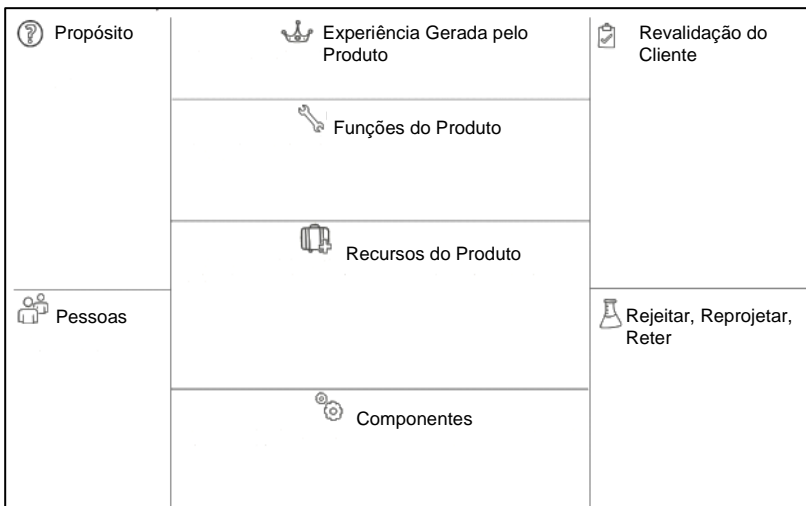 Propósito
Experiência Gerada pelo
Produto
Revalidação do
Cliente
Funções do Produto
Recursos do Produto
Pessoas
Rejeitar, Reprojetar,
Reter
Componentes